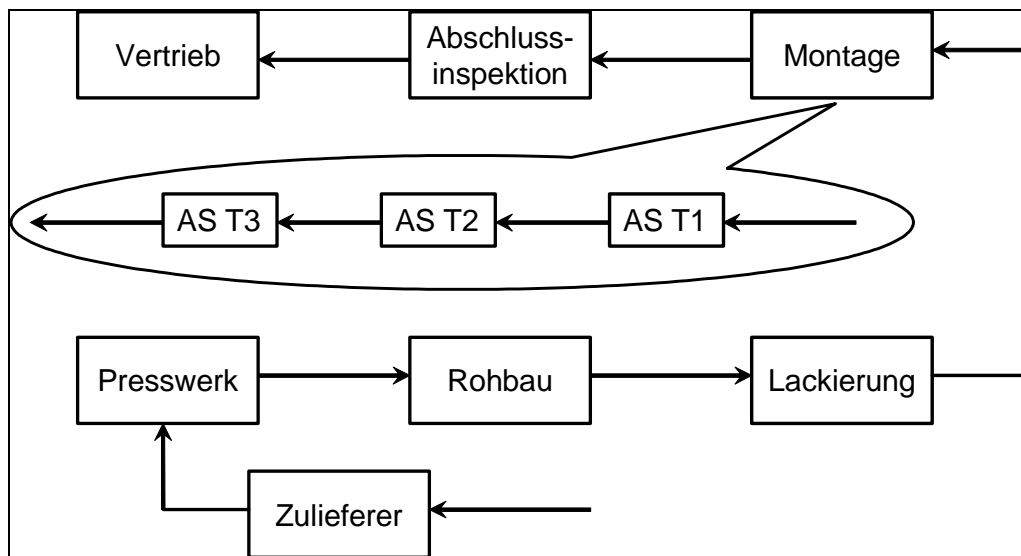 Vertrieb
Abschluss-
inspektion
Montage
AS T3
AS T2
AS T1
Presswerk
Rohbau
Lackierung
Zulieferer